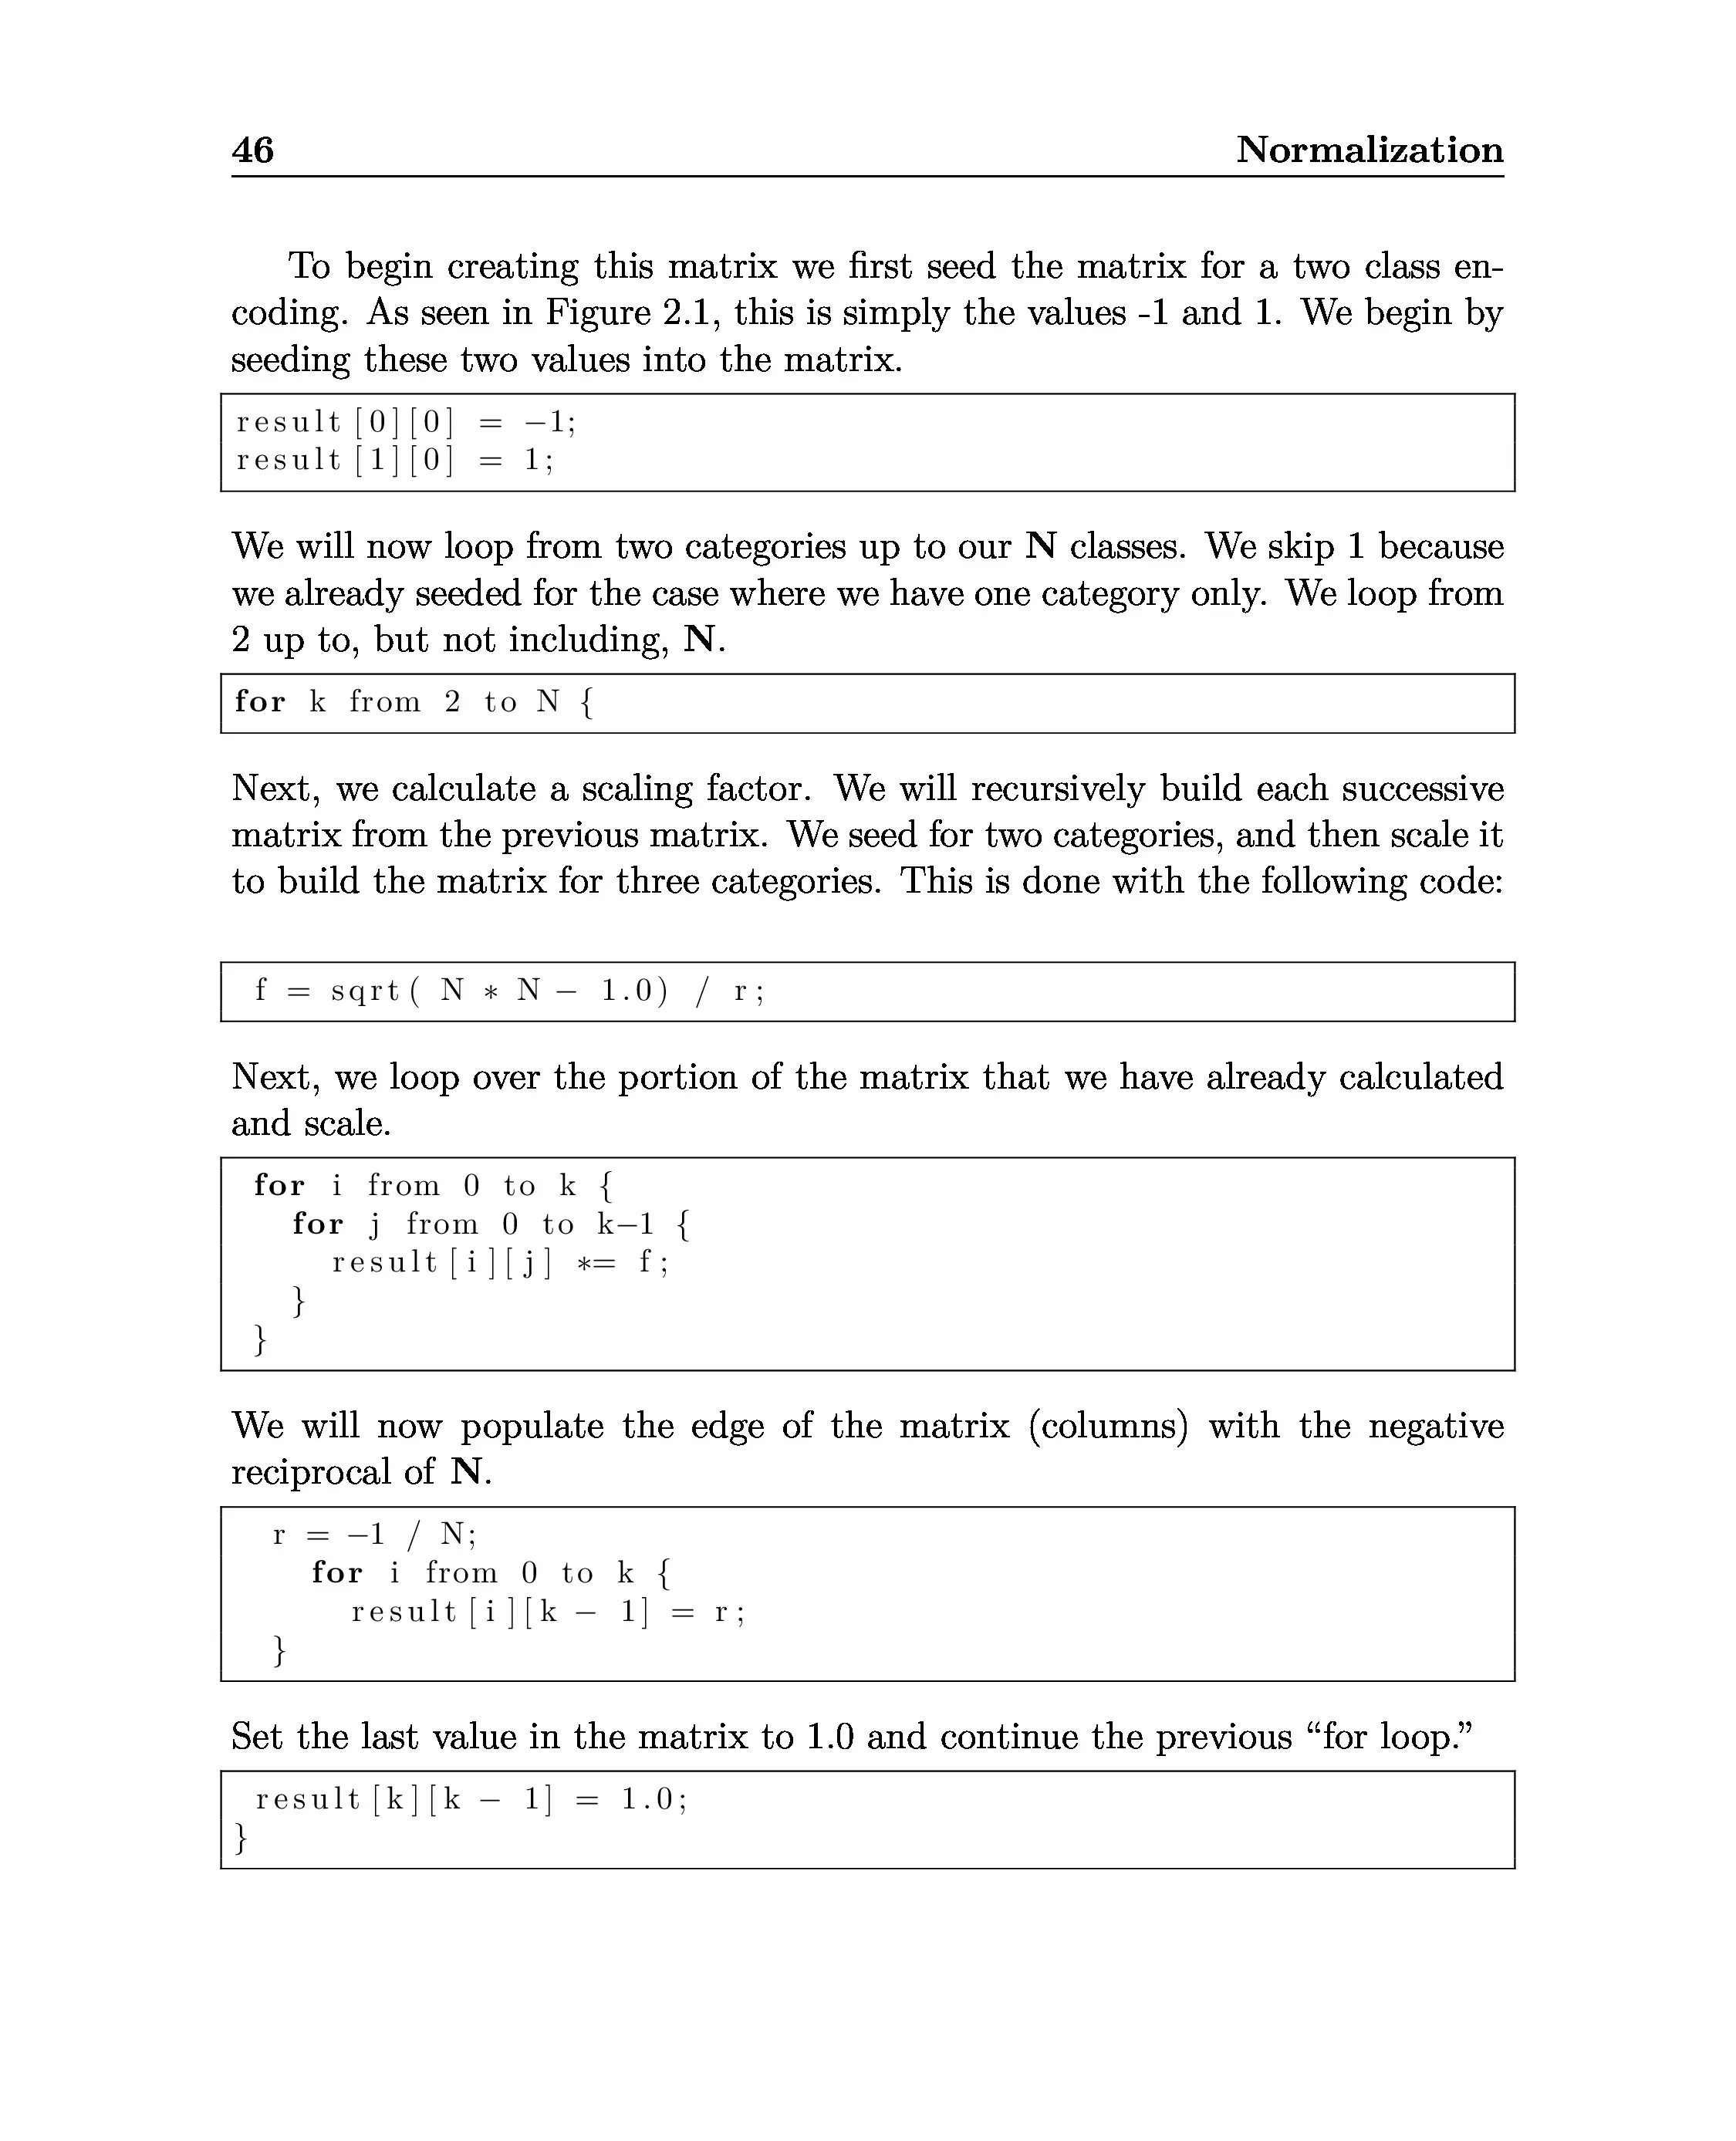 46 Normalization
To begin creating this matrix we first seed the matrix for a two class en-
coding. As seen in Figure 2.1, this is simply the values -1 and 1. We begin by
seeding these two values into the matrix.
result[0][0] = −1;
result[1][0] = 1;
We will now loop from two categories up to our N classes. We skip 1 because
we already seeded for the case where we have one category only. We loop from
2 up to, but not including, N.
for k from 2 to N {
Next, we calculate a scaling factor. We will recursively build each successive
matrix from the previous matrix. We seed for two categories, and then scale it
to build the matrix for three categories. This is done with the following code:
f = sqrt( N * N − 1.0) / r;
Next, we loop over the portion of the matrix that we have already calculated
and scale.
for i from 0 to k {
for j from 0 to k−1 {
result[i][j] *= f;
}
}
We will now populate the edge of the matrix (columns) with the negative
reciprocal of N.
r = −1 / N;
for i from 0 to k {
result[i][k − 1] = r;
}
Set the last value in the matrix to 1.0 and continue the previous “for loop.”
result[k][k − 1] = 1.0;
}